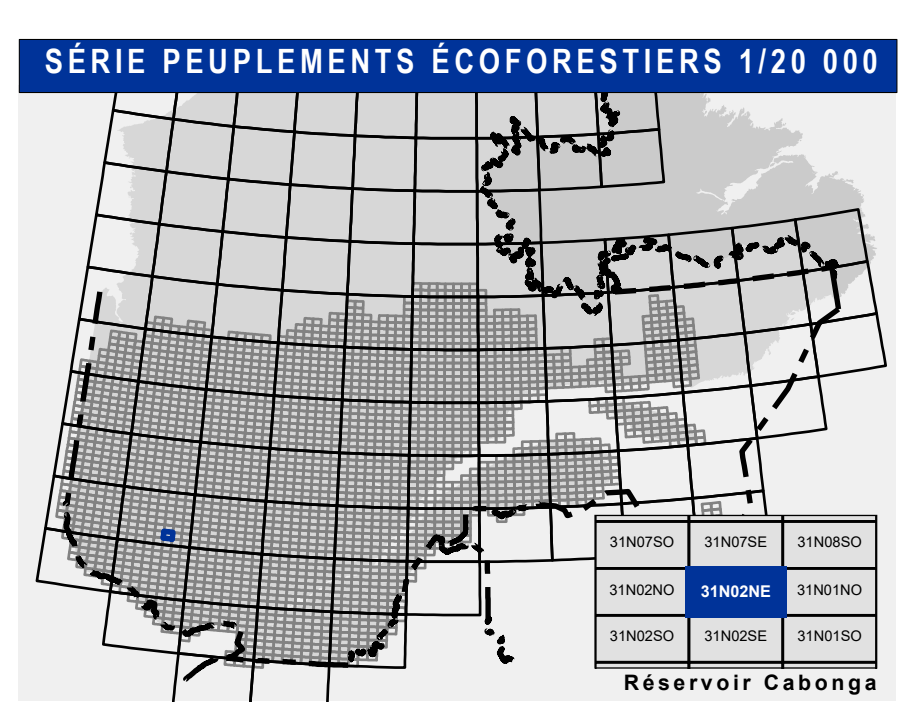 SÉRIE PEUPLEMENTS ÉCOFORESTIERS 1/20 000
31N07SO 31N07SE 31N08SO
31N02NO 31N02NE 31N01NO
31N02SO 31N02SE 31N01SO
Réservoir Cabonga